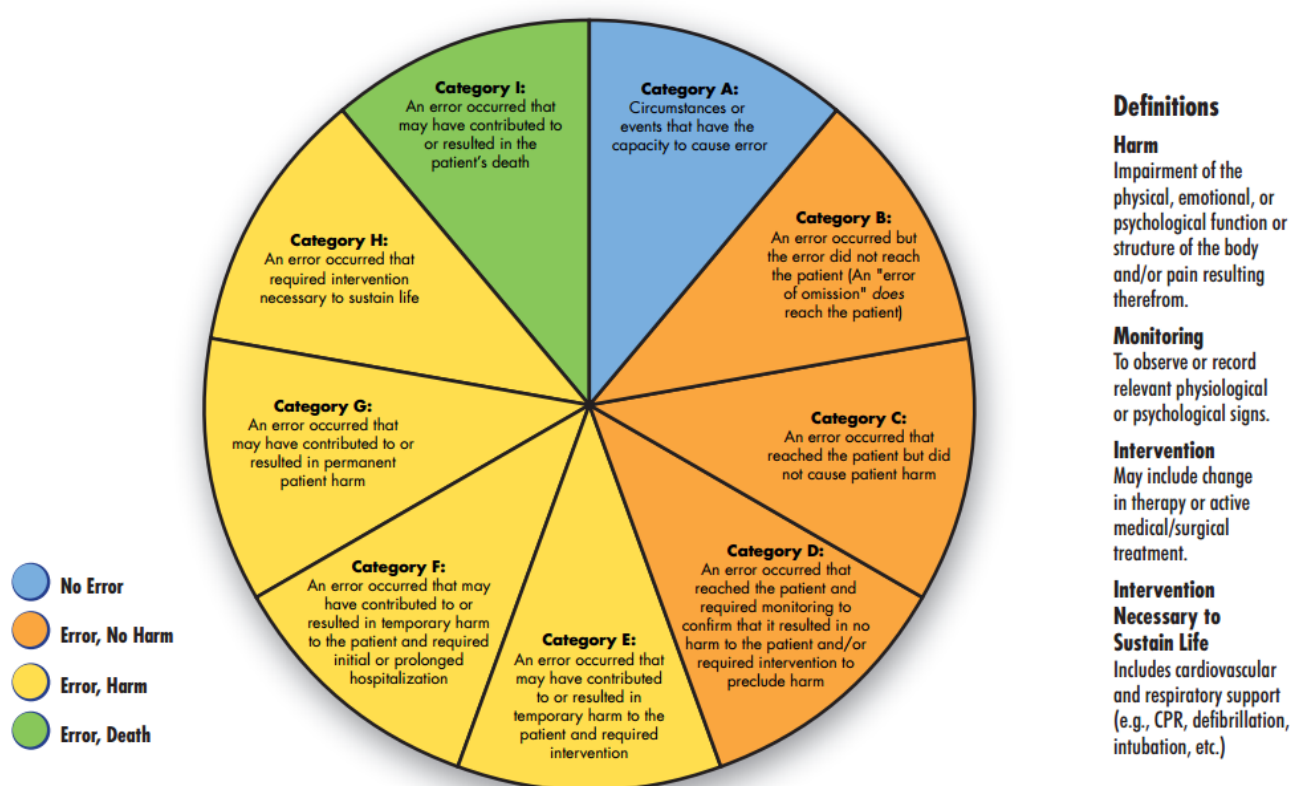 Category I:
An error occurred that
may have contributed to
or resulted in the
patient's death
Category A:
Circumstances or
events that have the
capacity to cause error
Category B:
An error occurred but
the error did not reach
the patient (An "error
of omission" does
reach the patient)
Category C:
An error occurred that
reached the patient but did
not cause patient harm
Category D:
An error occurred that
reached the patient and
required monitoring to
confirm that it resulted in no
harm to the patient and/or
required intervention to
preclude harm
Category E:
An error occurred that
may have contributed
to or resulted in
temporary harm to the
patient and required
intervention
Category F:
An error occurred that may
have contributed to or
resulted in temporary harm
to the patient and required
initial or prolonged
hospitalization
Category G:
An error occurred that
may have contributed to or
resulted in permanent
patient harm
Category H:
An error occurred that
required intervention
necessary to sustain life
No Error
Error, No Harm
Error, Harm
Error, Death
Definitions
Harm
Impairment of the
physical, emotional, or
psychological function or
structure of the body
and/or pain resulting
therefrom.
Monitoring
To observe or record
relevant physiological
or psychological signs.
Intervention
May include change
in therapy or active
medical/surgical
treatment.
Intervention
Necessary to
Sustain Life
Includes cardiovascular
and respiratory support
(e.g., CPR, defibrillation,
intubation, etc.)